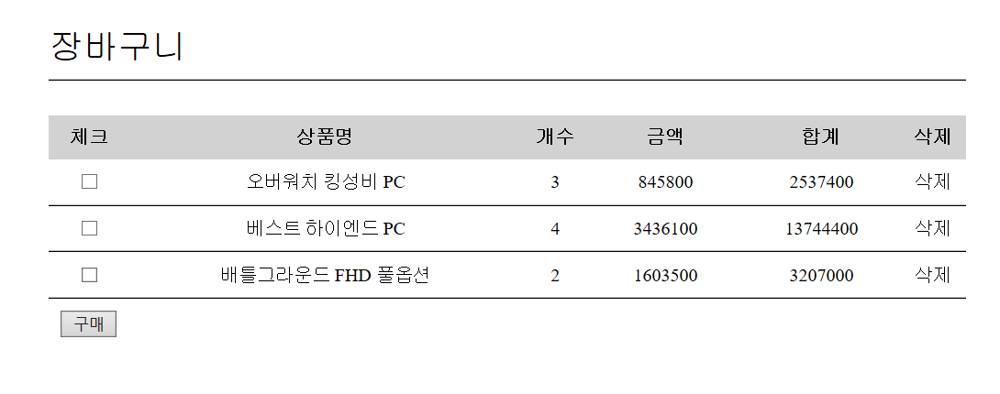 장바구니
체크 상품명 개수 금액 합계 삭제
오버워치 킹성비 PC 3 845800 2537400 삭제
베스트 하이엔드 PC 4 3436100 13744400 삭제
배틀그라운드 FHD 풀옵션 2 1603500 3207000 삭제
구매